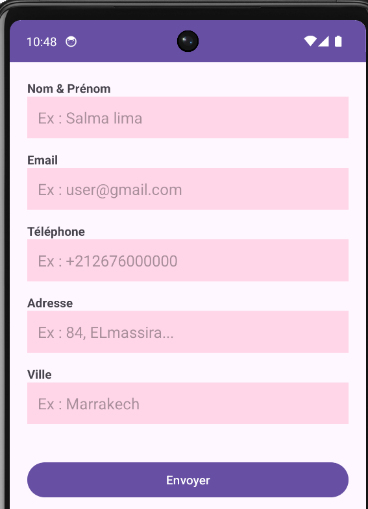 10:48
Nom & Prénom
Ex : Salma lima
Email
Ex : user@gmail.com
Téléphone
Ex : +212676000000
Adresse
Ex : 84, ELmassira...
Ville
Ex : Marrakech
Envoyer